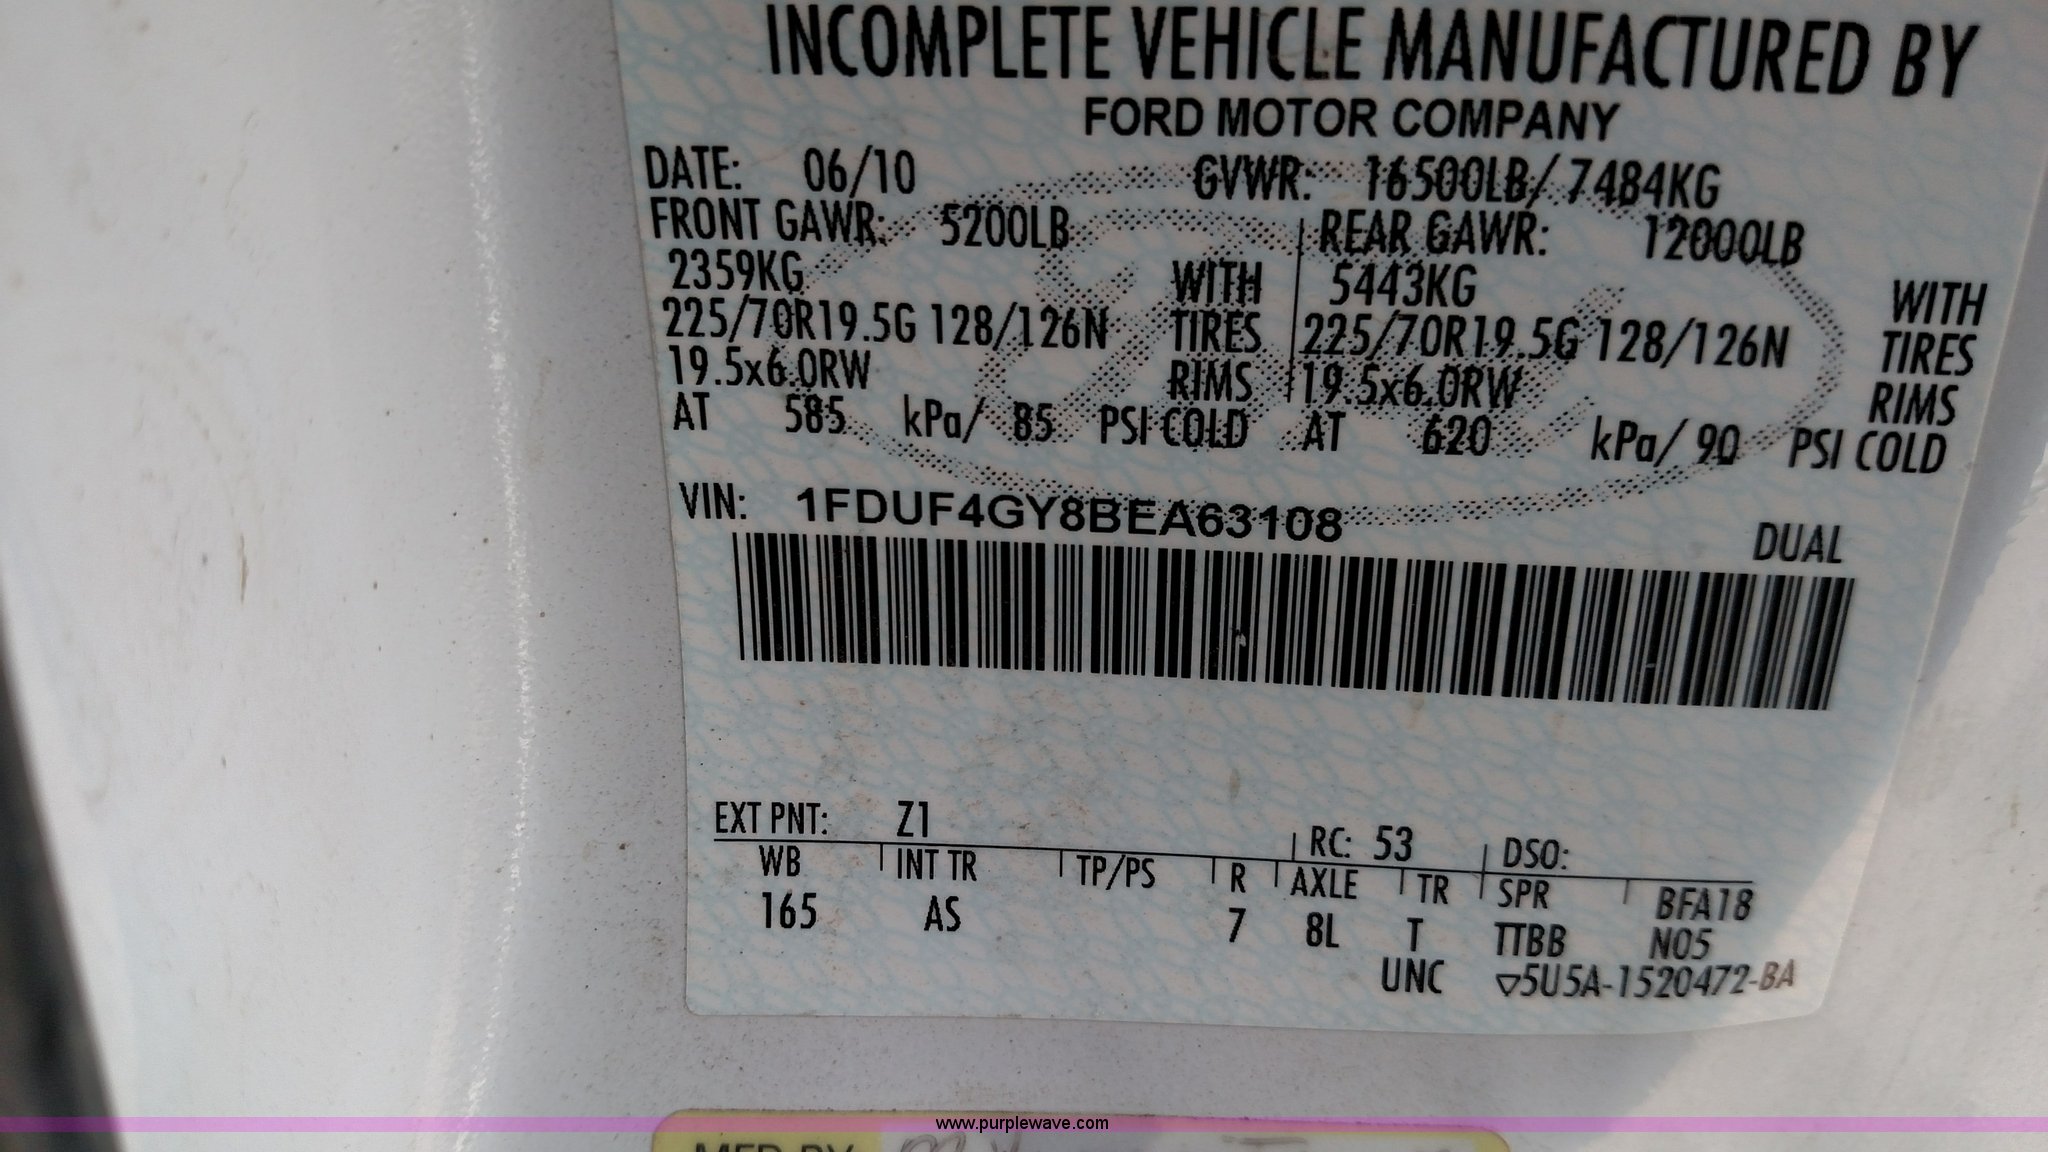 INCOMPLETE VEHICLE MANUFACTURED BY
FORD MOTOR COMPANY
DATE: 06/10 GVWR: 16500LB/ 7484KG
FRONT GAWR: 5200LB REAR GAWR: 12000LB
2359KG WITH 5443KG WITH
225/70R19.5G 128/126N TIRES 225/70R19.5G 128/126N TIRES
19.5x6.0RW RIMS 19.5x6.0RW RIMS
AT 585 kPa/ 85 PSI COLD AT 620 kPa/ 90 PSI COLD
VIN: 1FDUF4GY8BEA63108
DUAL
EXT PNT: Z1 RC: 53 DSO:
WB INT TR TP/PS R AXLE TR SPR BFA18
165 AS 7 8L T TTBB N05
UNC ▽5U5A-1520472-BA
www.purplewave.com
MFD BY